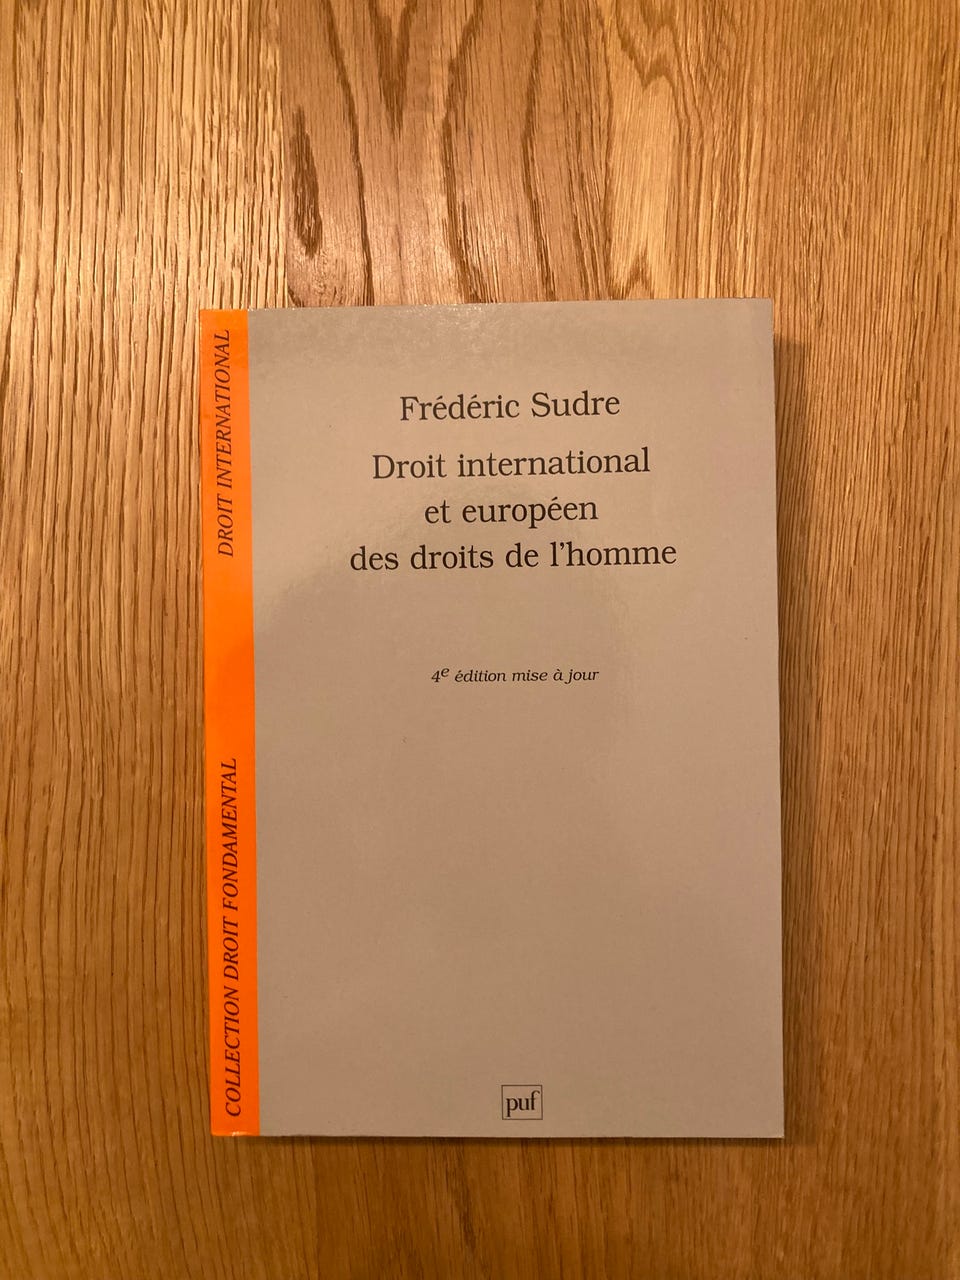 Frédéric Sudre
Droit international
et européen
des droits de l'homme
4e édition mise à jour
puf
DROIT INTERNATIONAL
COLLECTION DROIT FONDAMENTAL